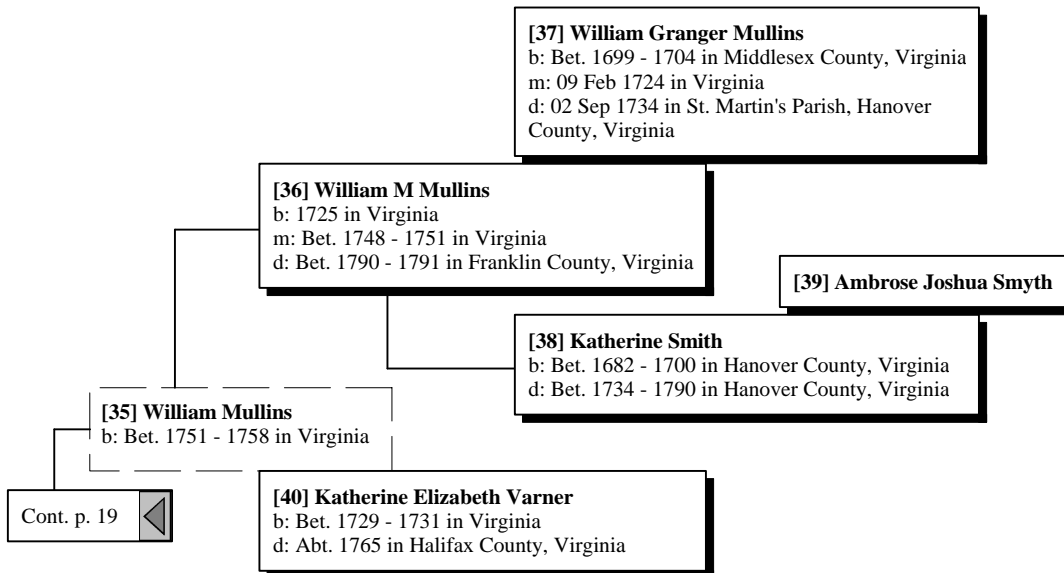 [37] William Granger Mullins
b: Bet. 1699 - 1704 in Middlesex County, Virginia
m: 09 Feb 1724 in Virginia
d: 02 Sep 1734 in St. Martin's Parish, Hanover
County, Virginia
[36] William M Mullins
b: 1725 in Virginia
m: Bet. 1748 - 1751 in Virginia
d: Bet. 1790 - 1791 in Franklin County, Virginia
[39] Ambrose Joshua Smyth
[38] Katherine Smith
b: Bet. 1682 - 1700 in Hanover County, Virginia
d: Bet. 1734 - 1790 in Hanover County, Virginia
[35] William Mullins
b: Bet. 1751 - 1758 in Virginia
Cont. p. 19
[40] Katherine Elizabeth Varner
b: Bet. 1729 - 1731 in Virginia
d: Abt. 1765 in Halifax County, Virginia